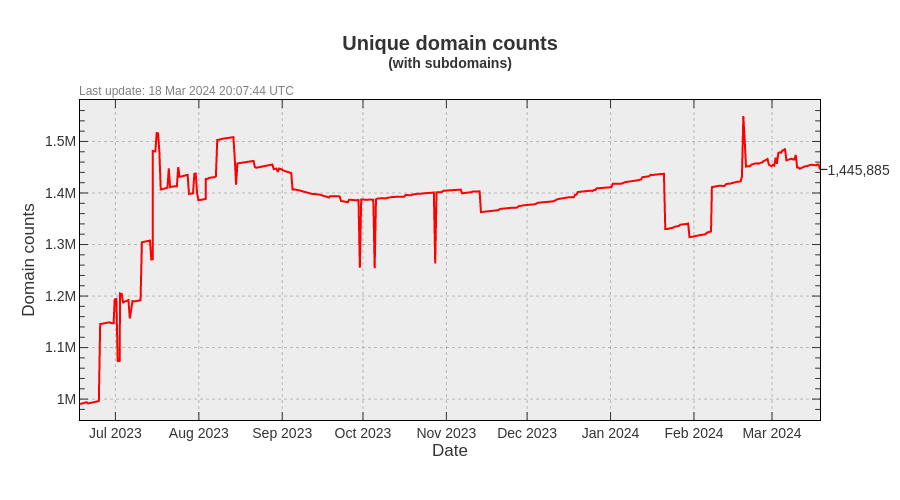 Unique domain counts
(with subdomains)
Last update: 18 Mar 2024 20:07:44 UTC
Domain counts
1.5M
1.4M
1.3M
1.2M
1.1M
1M
1,445,885
Jul 2023 Aug 2023 Sep 2023 Oct 2023 Nov 2023 Dec 2023 Jan 2024 Feb 2024 Mar 2024
Date